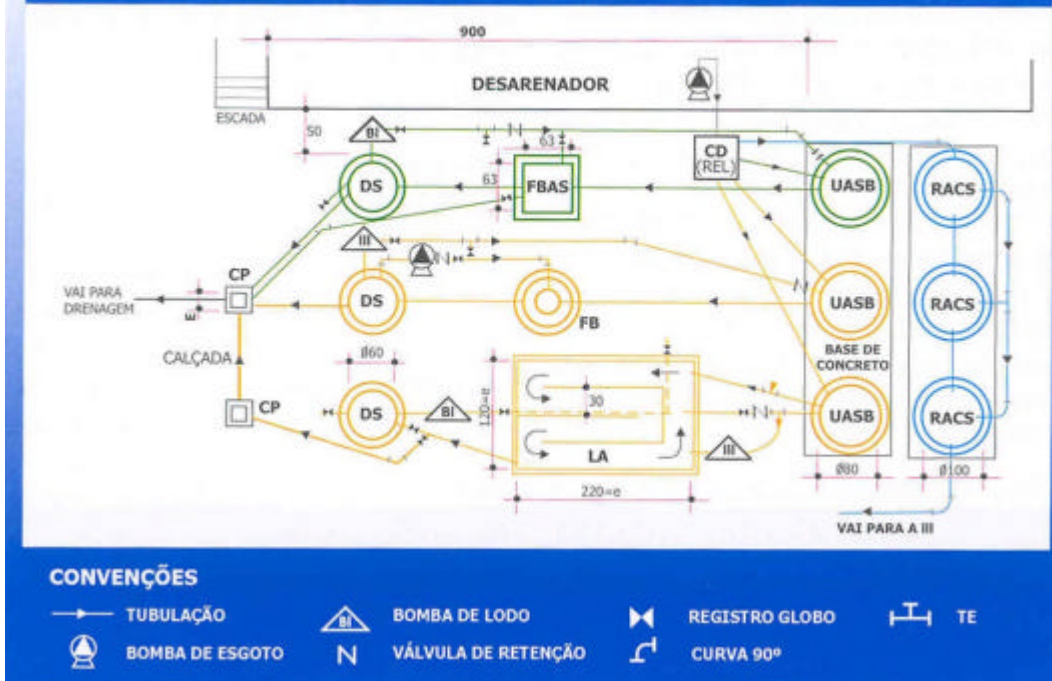 900
DESARENADOR
ESCADA
50
BI
63
CD
(REL)
63
DS
FBAS
UASB
RACS
III
CP
VAI PARA
DRENAGEM
E
DS
FB
UASB
RACS
BASE DE
CONCRETO
CALÇADA
Ø60
CP
DS
BI
120=e
30
LA
III
UASB
RACS
220=e
Ø80
Ø100
VAI PARA A III
CONVENÇÕES
TUBULAÇÃO
BI
BOMBA DE LODO
REGISTRO GLOBO
TE
BOMBA DE ESGOTO
N
VÁLVULA DE RETENÇÃO
CURVA 90º